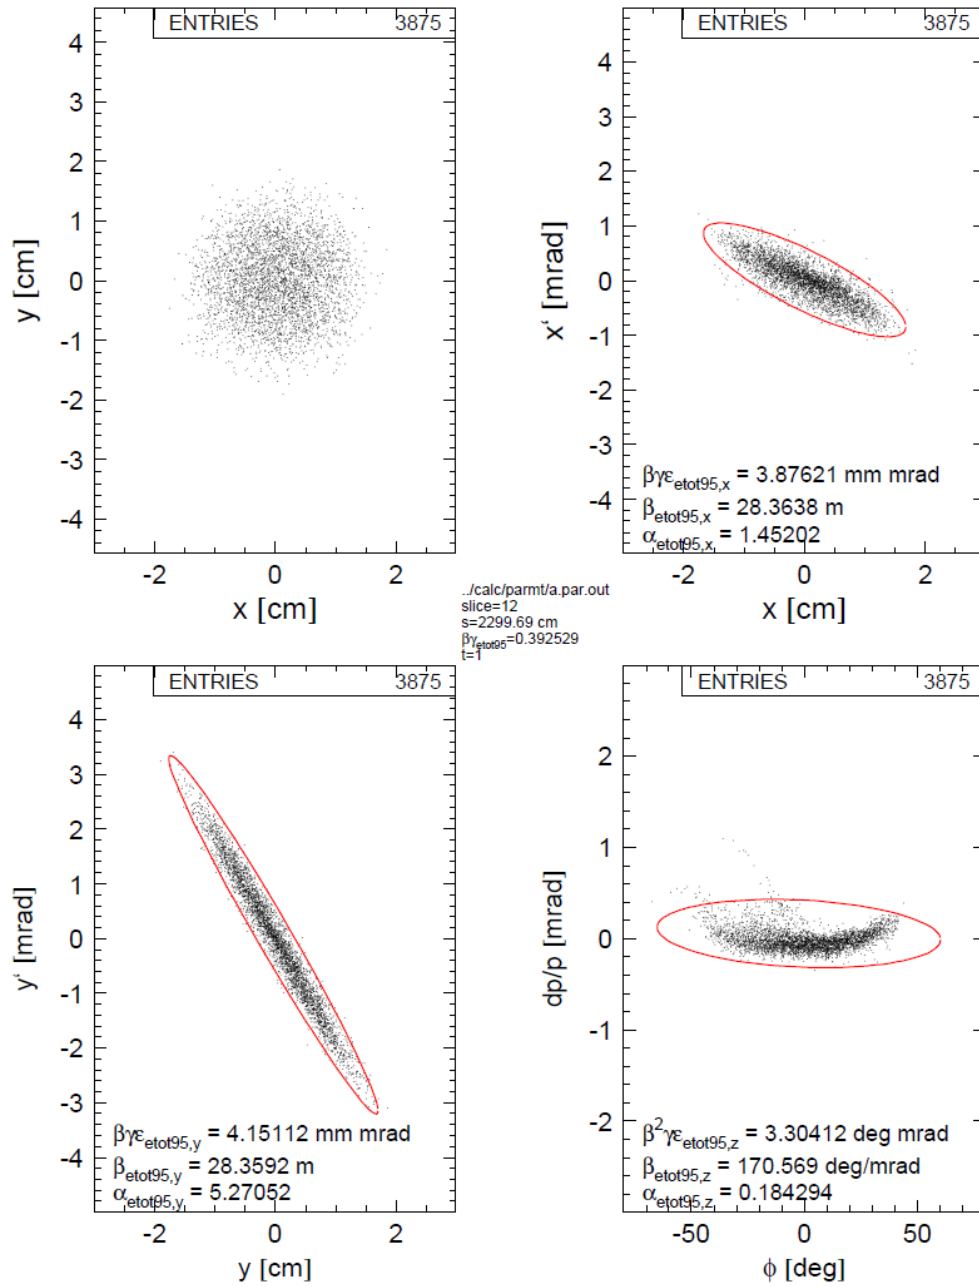 ENTRIES 3875
4
3
2
1
0
-1
-2
-3
-4
y [cm]
-2 0 2
x [cm]
ENTRIES 3875
4
3
2
1
0
-1
-2
-3
-4
x‘ [mrad]
βγε_etot95,x = 3.87621 mm mrad
β_etot95,x = 28.3638 m
α_etot95,x = 1.45202
-2 0 2
x [cm]
../calc/parmt/a.par.out
slice=12
s=2299.69 cm
βγ_etot95=0.392529
t=1
ENTRIES 3875
4
3
2
1
0
-1
-2
-3
-4
y‘ [mrad]
βγε_etot95,y = 4.15112 mm mrad
β_etot95,y = 28.3592 m
α_etot95,y = 5.27052
-2 0 2
y [cm]
ENTRIES 3875
2
1
0
-1
-2
dp/p [mrad]
β²γε_etot95,z = 3.30412 deg mrad
β_etot95,z = 170.569 deg/mrad
α_etot95,z = 0.184294
-50 0 50
ϕ [deg]